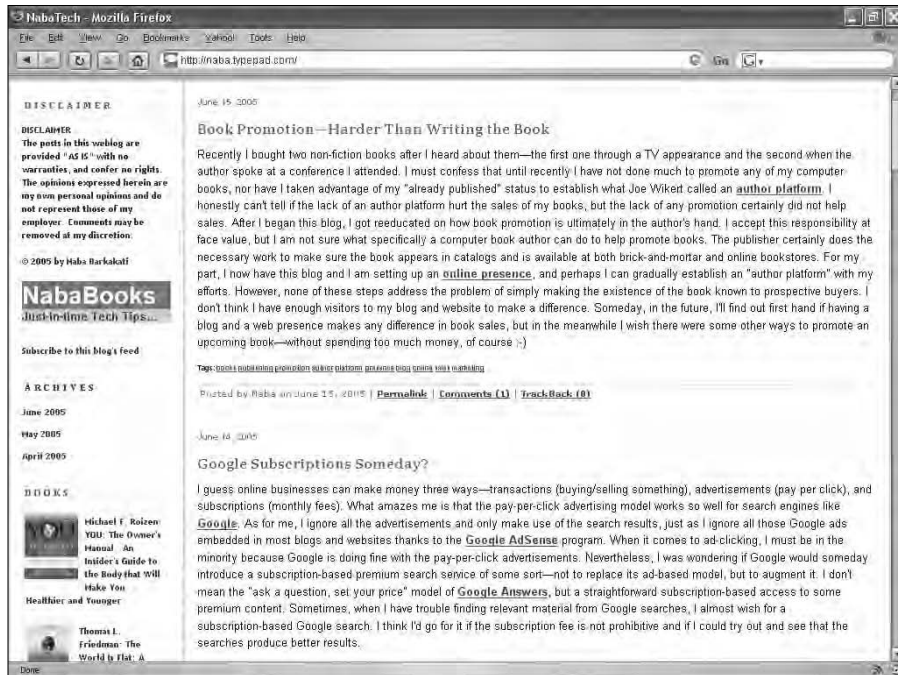 NabaTech - Mozilla Firefox
File Edit View Go Bookmarks Yahoo! Tools Help
http://naba.typepad.com/
Go
DISCLAIMER
DISCLAIMER
The posts in this weblog are
provided "AS IS" with no
warranties, and confer no rights.
The opinions expressed herein are
my own personal opinions and do
not represent those of my
employer. Comments may be
removed at my discretion.
© 2005 by Naba Barkakati
NabaBooks
Just-in-time Tech Tips...
Subscribe to this blog's feed
ARCHIVES
June 2005
May 2005
April 2005
BOOKS
Michael F. Roizen:
YOU: The Owner's
Manual An
Insider's Guide to
the Body that Will
Make You
Healthier and Younger
Thomas L.
Friedman: The
World Is Flat: A
June 15, 2005
Book Promotion—Harder Than Writing the Book
Recently I bought two non-fiction books after I heard about them—the first one through a TV appearance and the second when the
author spoke at a conference I attended. I must confess that until recently I have not done much to promote any of my computer
books, nor have I taken advantage of my "already published" status to establish what Joe Wikert called an author platform. I
honestly can't tell if the lack of an author platform hurt the sales of my books, but the lack of any promotion certainly did not help
sales. After I began this blog, I got reeducated on how book promotion is ultimately in the author's hand. I accept this responsibility at
face value, but I am not sure what specifically a computer book author can do to help promote books. The publisher certainly does the
necessary work to make sure the book appears in catalogs and is available at both brick-and-mortar and online bookstores. For my
part, I now have this blog and I am setting up an online presence, and perhaps I can gradually establish an "author platform" with my
efforts. However, none of these steps address the problem of simply making the existence of the book known to prospective buyers. I
don't think I have enough visitors to my blog and website to make a difference. Someday, in the future, I'll find out first hand if having a
blog and a web presence makes any difference in book sales, but in the meanwhile I wish there were some other ways to promote an
upcoming book—without spending too much money, of course :-)
Tags: books publishing promotion author platform presence blog online web marketing
Posted by Naba on June 15, 2005 | Permalink | Comments (1) | TrackBack (0)
June 14, 2005
Google Subscriptions Someday?
I guess online businesses can make money three ways—transactions (buying/selling something), advertisements (pay per click), and
subscriptions (monthly fees). What amazes me is that the pay-per-click advertising model works so well for search engines like
Google. As for me, I ignore all the advertisements and only make use of the search results, just as I ignore all those Google ads
embedded in most blogs and websites thanks to the Google AdSense program. When it comes to ad-clicking, I must be in the
minority because Google is doing fine with the pay-per-click advertisements. Nevertheless, I was wondering if Google would someday
introduce a subscription-based premium search service of some sort—not to replace its ad-based model, but to augment it. I don't
mean the "ask a question, set your price" model of Google Answers, but a straightforward subscription-based access to some
premium content. Sometimes, when I have trouble finding relevant material from Google searches, I almost wish for a
subscription-based Google search. I think I'd go for it if the subscription fee is not prohibitive and if I could try out and see that the
searches produce better results.
Done